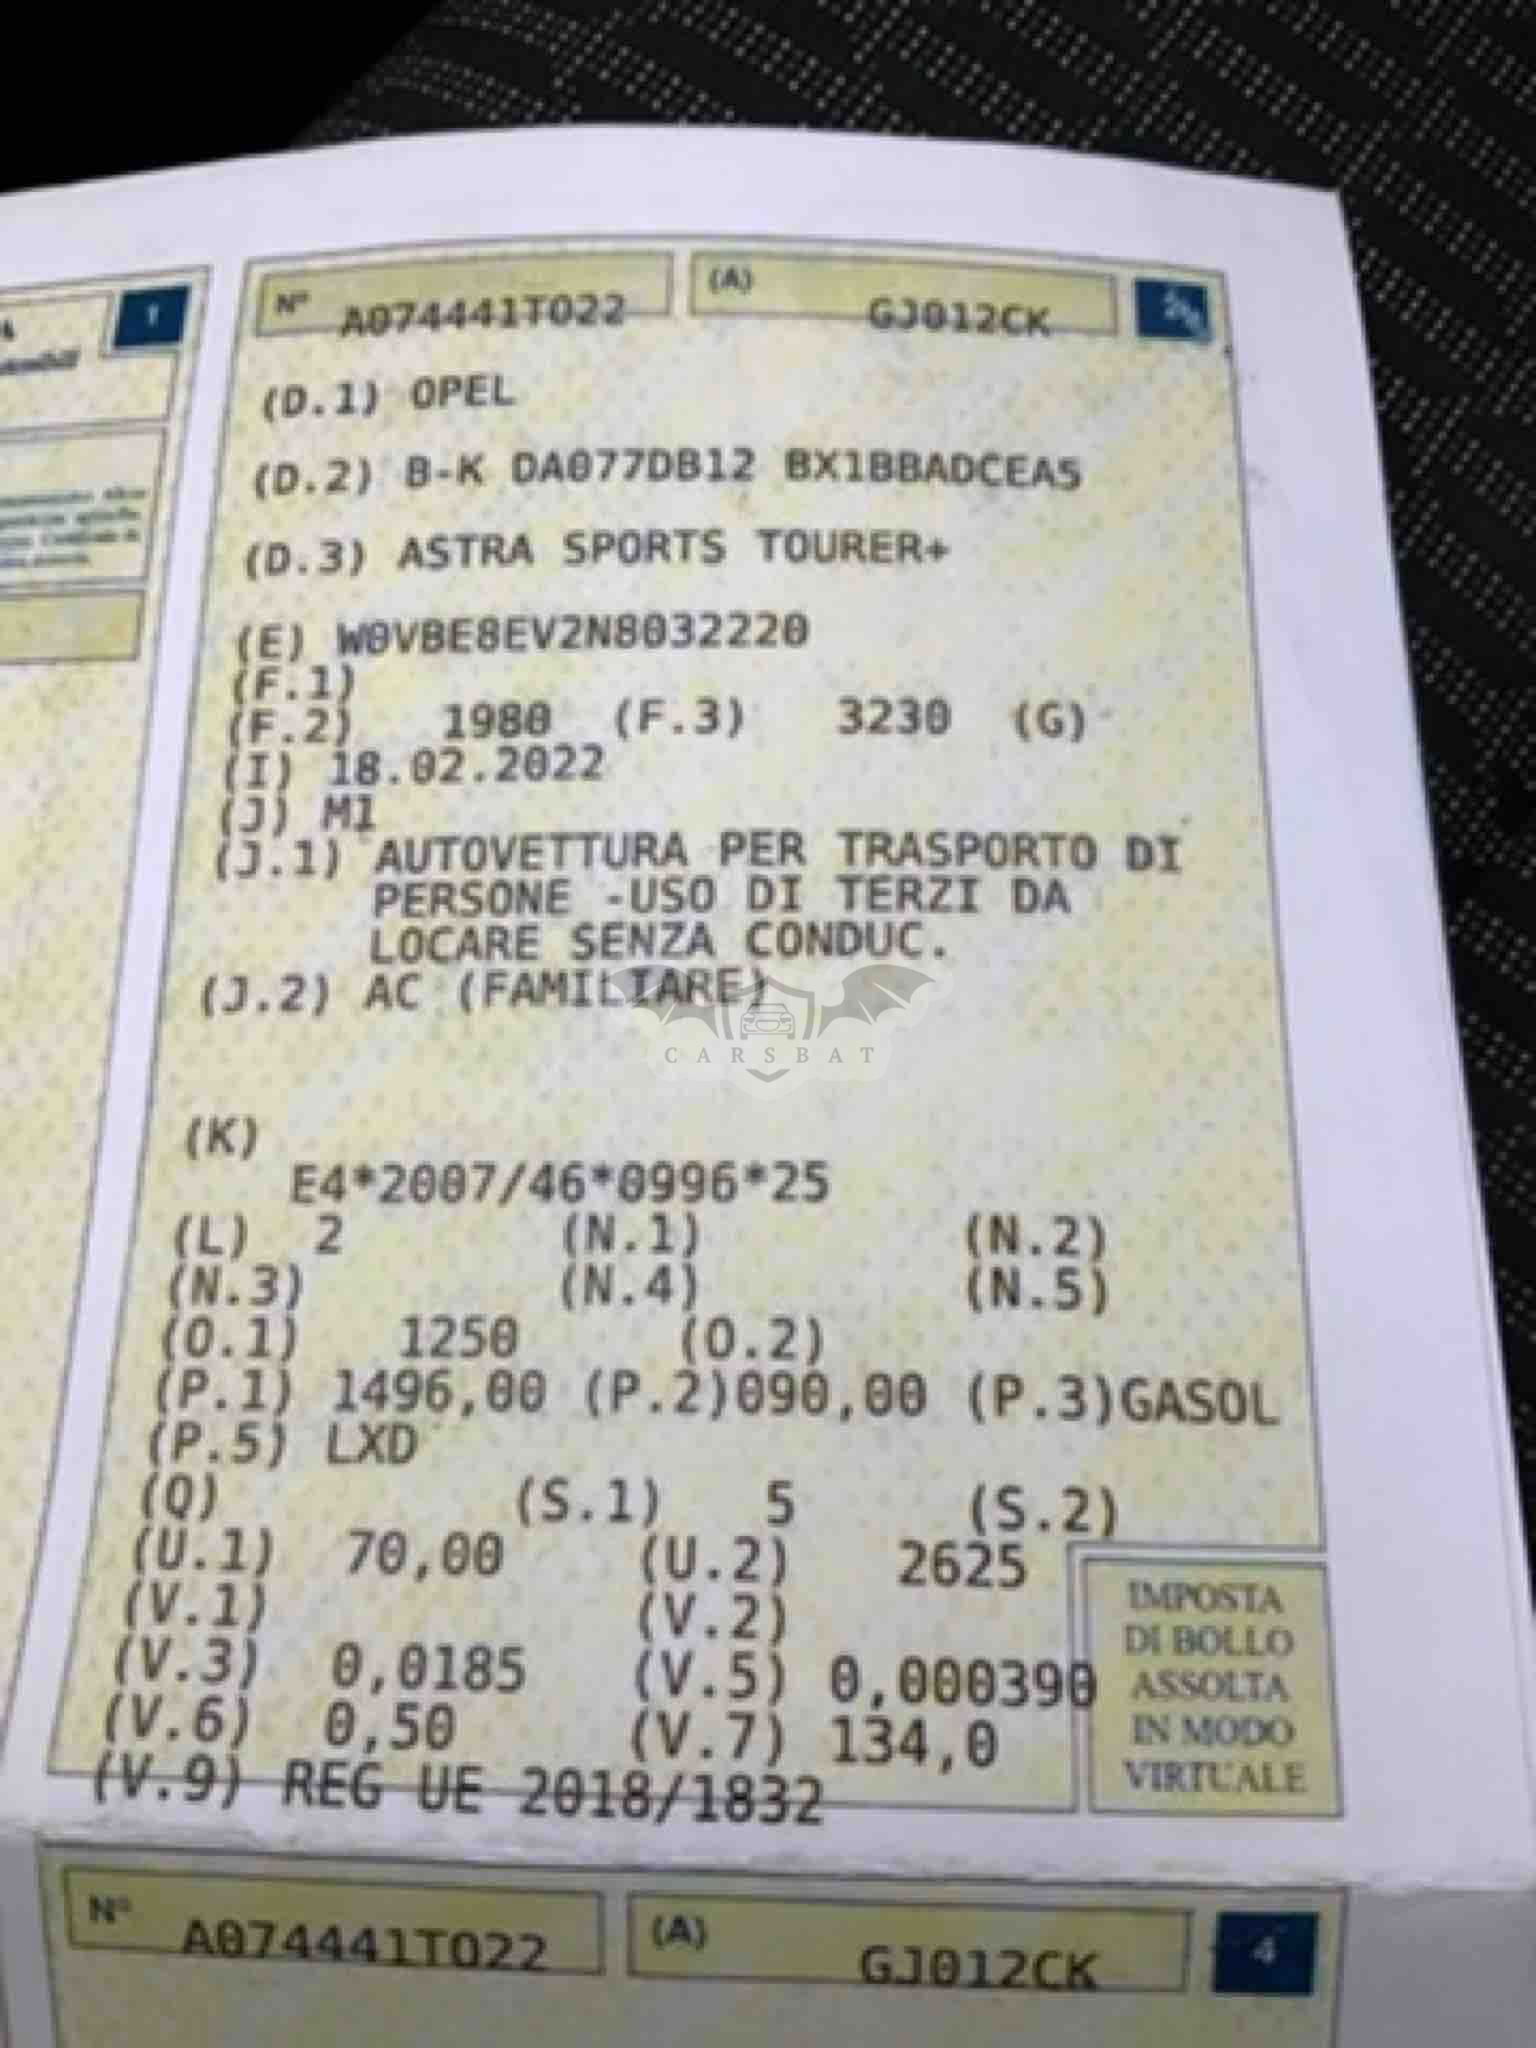 1
Nº A074441TO22 (A) GJ012CK
(D.1) OPEL
(D.2) B-K DA077DB12 BX1BBADCEA5
(D.3) ASTRA SPORTS TOURER+
(E) W0VBE8EV2N8032220
(F.1)
(F.2) 1980 (F.3) 3230 (G)
(I) 18.02.2022
(J) M1
(J.1) AUTOVETTURA PER TRASPORTO DI
PERSONE -USO DI TERZI DA
LOCARE SENZA CONDUC.
(J.2) AC (FAMILIARE)
CARSBAT
(K)
E4*2007/46*0996*25
(L) 2 (N.1) (N.2)
(N.3) (N.4) (N.5)
(O.1) 1250 (O.2)
(P.1) 1496,00 (P.2)090,00 (P.3)GASOL
(P.5) LXD
(Q) (S.1) 5 (S.2)
(U.1) 70,00 (U.2) 2625
(V.1) (V.2)
(V.3) 0,0185 (V.5) 0,000390
(V.6) 0,50 (V.7) 134,0
(V.9) REG UE 2018/1832
IMPOSTA
DI BOLLO
ASSOLTA
IN MODO
VIRTUALE
Nº A074441TO22 (A) GJ012CK 4